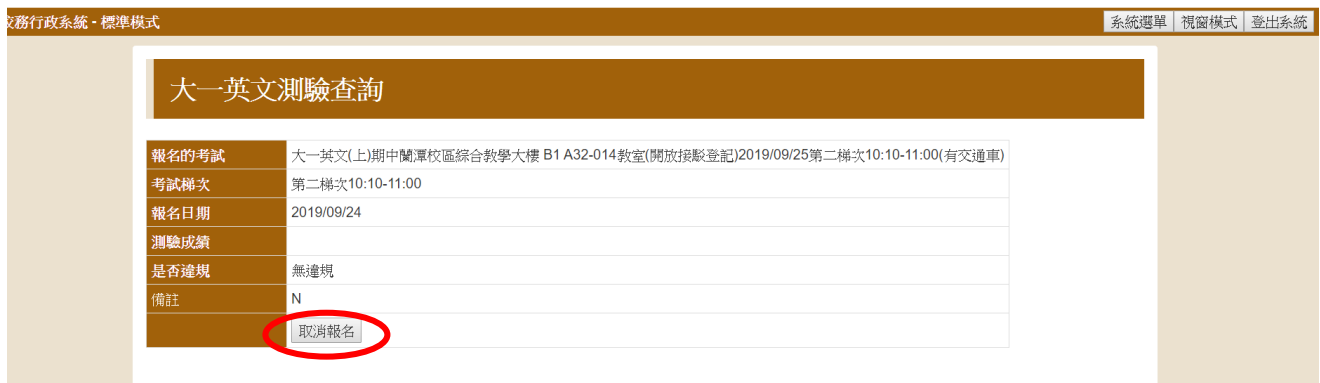 校務行政系統 - 標準模式
系統選單 視窗模式 登出系統
大一英文測驗查詢
報名的考試 大一英文(上)期中蘭潭校區綜合教學大樓 B1 A32-014教室(開放接駁登記)2019/09/25第二梯次10:10-11:00(有交通車)
考試梯次 第二梯次10:10-11:00
報名日期 2019/09/24
測驗成績
是否違規 無違規
備註 N
取消報名